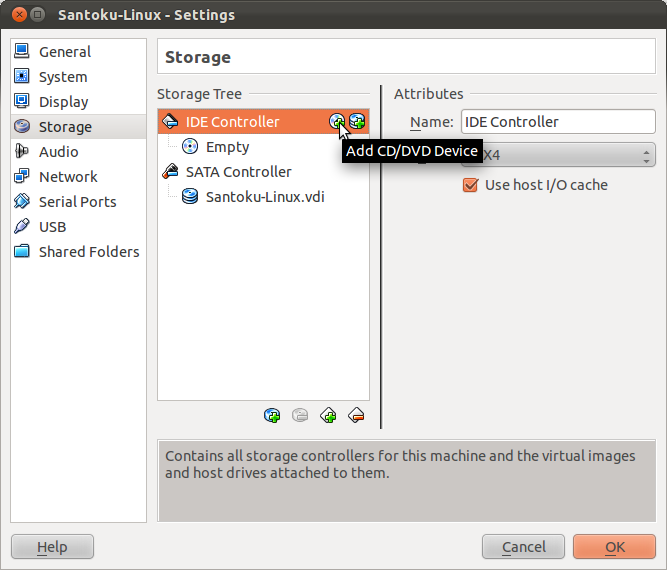 Santoku-Linux - Settings
General
System
Display
Storage
Audio
Network
Serial Ports
USB
Shared Folders
Storage
Storage Tree
IDE Controller
Empty
SATA Controller
Santoku-Linux.vdi
Add CD/DVD Device
Attributes
Name: IDE Controller
X4
Use host I/O cache
Contains all storage controllers for this machine and the virtual images
and host drives attached to them.
Help
Cancel
OK